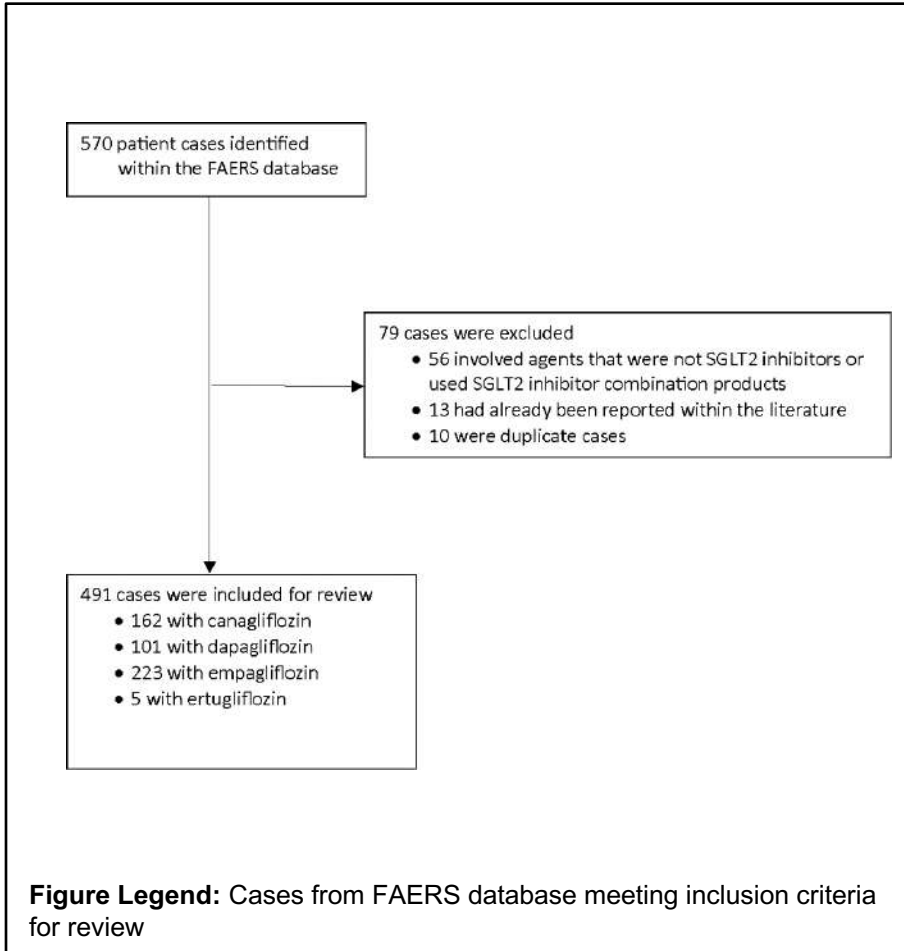 570 patient cases identified
within the FAERS database
79 cases were excluded
• 56 involved agents that were not SGLT2 inhibitors or
used SGLT2 inhibitor combination products
• 13 had already been reported within the literature
• 10 were duplicate cases
491 cases were included for review
• 162 with canagliflozin
• 101 with dapagliflozin
• 223 with empagliflozin
• 5 with ertugliflozin
Figure Legend: Cases from FAERS database meeting inclusion criteria
for review